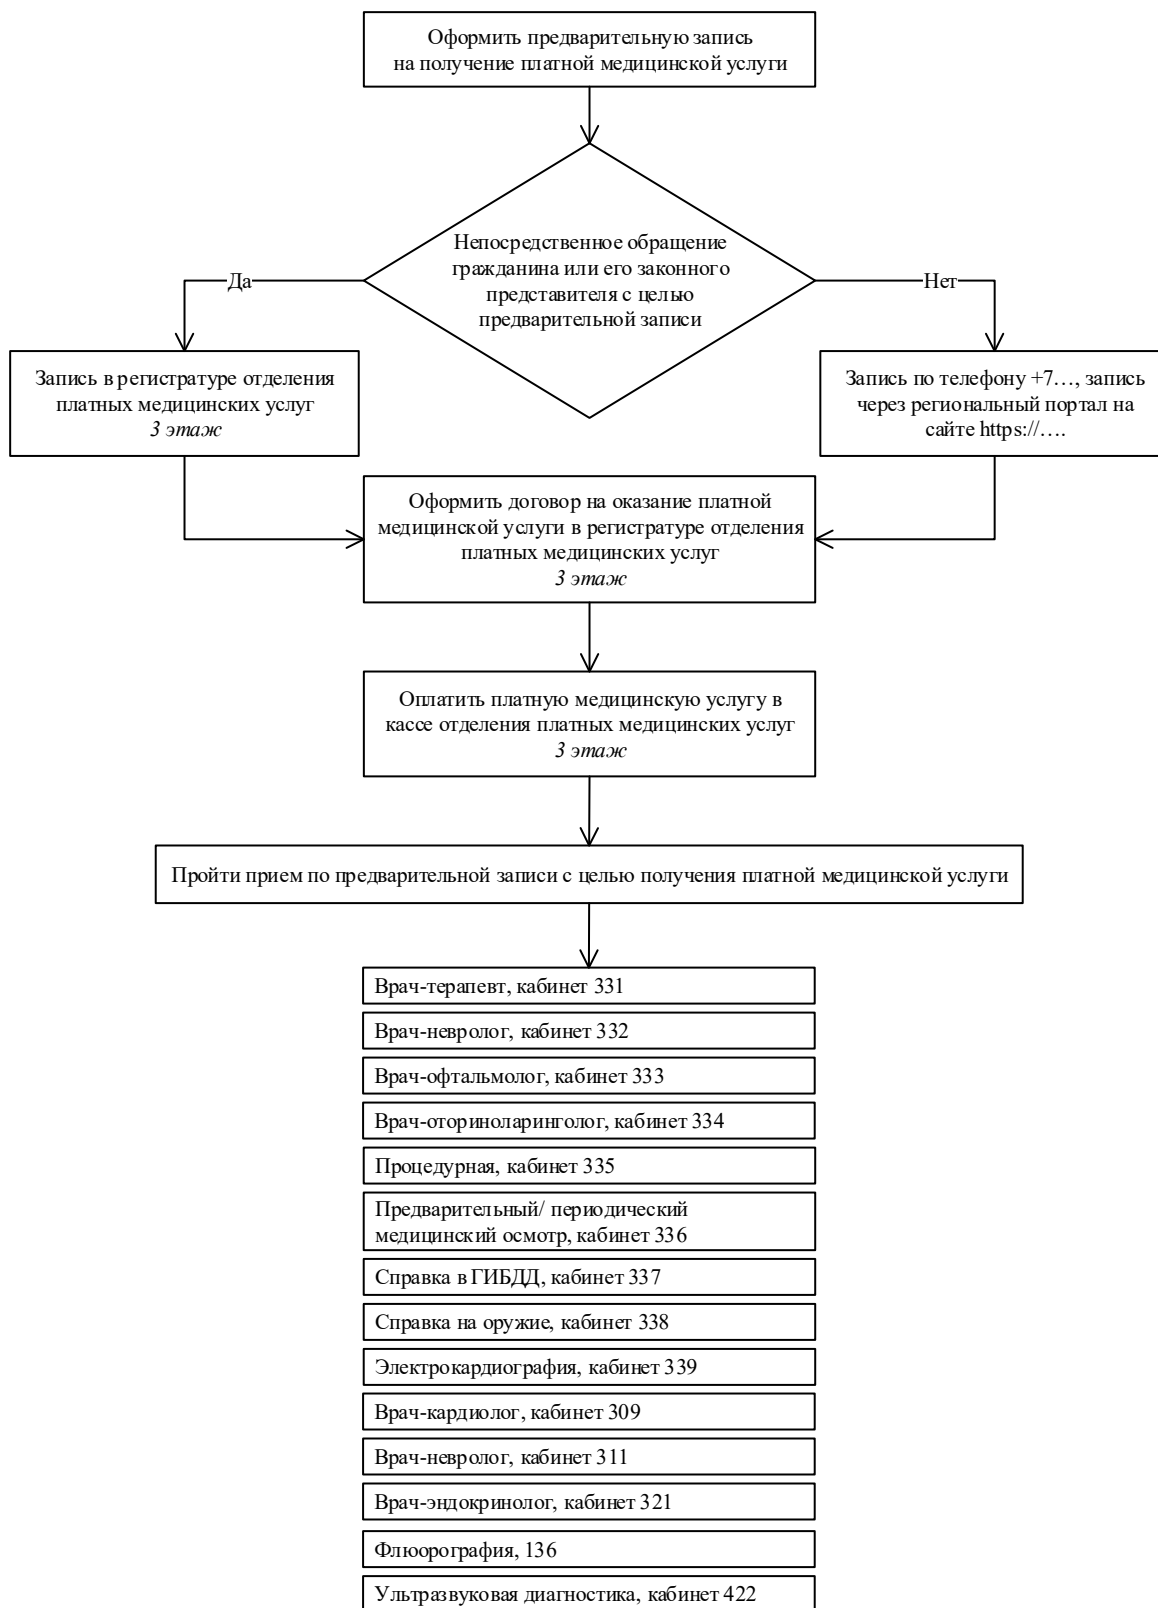 Оформить предварительную запись
на получение платной медицинской услуги
Непосредственное обращение
гражданина или его законного
представителя с целью
предварительной записи
Да
Нет
Запись в регистратуре отделения
платных медицинских услуг
3 этаж
Запись по телефону +7…, запись
через региональный портал на
сайте https://….
Оформить договор на оказание платной
медицинской услуги в регистратуре отделения
платных медицинских услуг
3 этаж
Оплатить платную медицинскую услугу в
кассе отделения платных медицинских услуг
3 этаж
Пройти прием по предварительной записи с целью получения платной медицинской услуги
Врач-терапевт, кабинет 331
Врач-невролог, кабинет 332
Врач-офтальмолог, кабинет 333
Врач-оториноларинголог, кабинет 334
Процедурная, кабинет 335
Предварительный/ периодический
медицинский осмотр, кабинет 336
Справка в ГИБДД, кабинет 337
Справка на оружие, кабинет 338
Электрокардиография, кабинет 339
Врач-кардиолог, кабинет 309
Врач-невролог, кабинет 311
Врач-эндокринолог, кабинет 321
Флюорография, 136
Ультразвуковая диагностика, кабинет 422